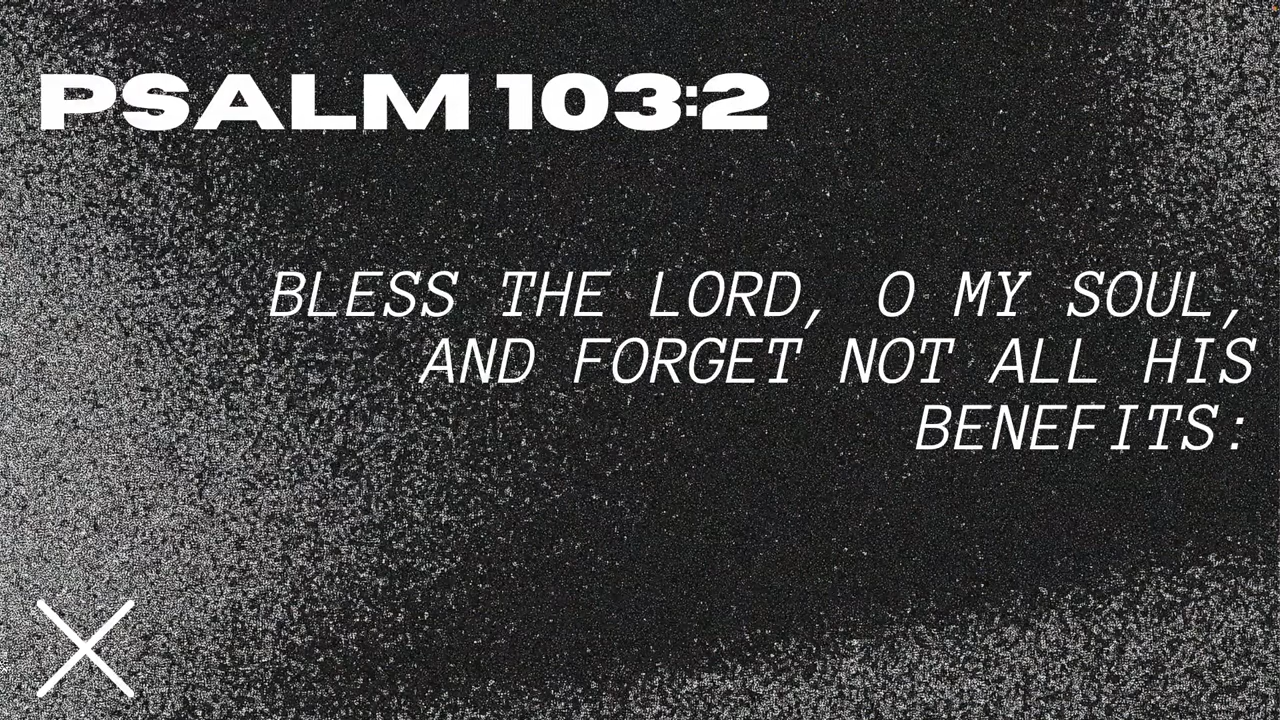 PSALM 103:2
BLESS THE LORD, O MY SOUL,
AND FORGET NOT ALL HIS
BENEFITS: